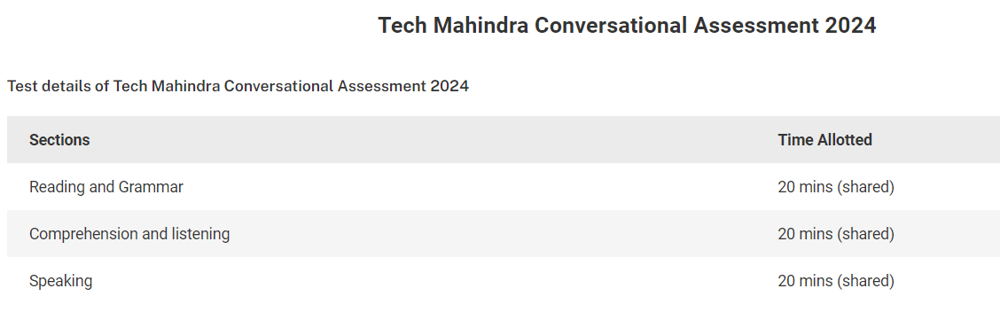 Tech Mahindra Conversational Assessment 2024
Test details of Tech Mahindra Conversational Assessment 2024
Sections Time Allotted
Reading and Grammar 20 mins (shared)
Comprehension and listening 20 mins (shared)
Speaking 20 mins (shared)